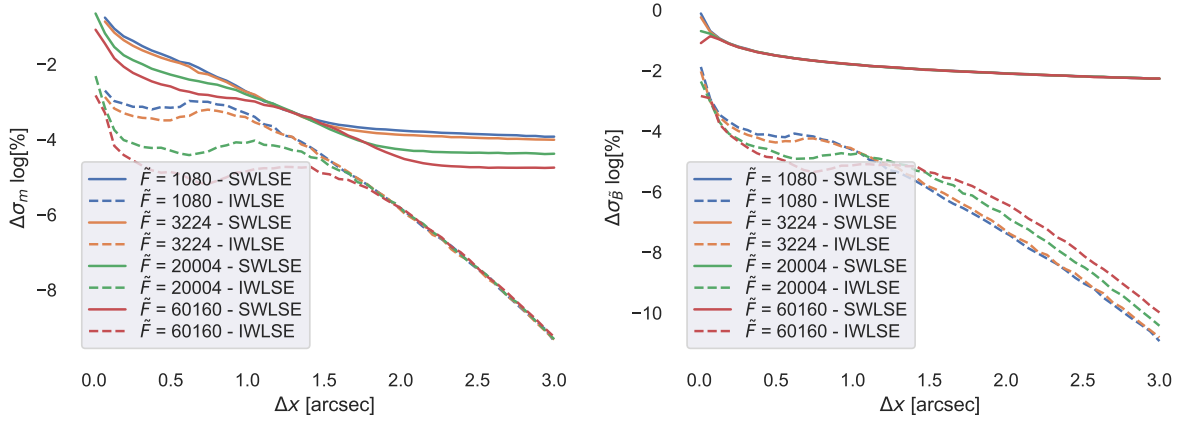 Δσ_m log[%]
−2
−4
−6
−8
F̃ = 1080 - SWLSE
F̃ = 1080 - IWLSE
F̃ = 3224 - SWLSE
F̃ = 3224 - IWLSE
F̃ = 20004 - SWLSE
F̃ = 20004 - IWLSE
F̃ = 60160 - SWLSE
F̃ = 60160 - IWLSE
0.0 0.5 1.0 1.5 2.0 2.5 3.0
Δx [arcsec]
Δσ_B̃ log[%]
0
−2
−4
−6
−8
−10
F̃ = 1080 - SWLSE
F̃ = 1080 - IWLSE
F̃ = 3224 - SWLSE
F̃ = 3224 - IWLSE
F̃ = 20004 - SWLSE
F̃ = 20004 - IWLSE
F̃ = 60160 - SWLSE
F̃ = 60160 - IWLSE
0.0 0.5 1.0 1.5 2.0 2.5 3.0
Δx [arcsec]